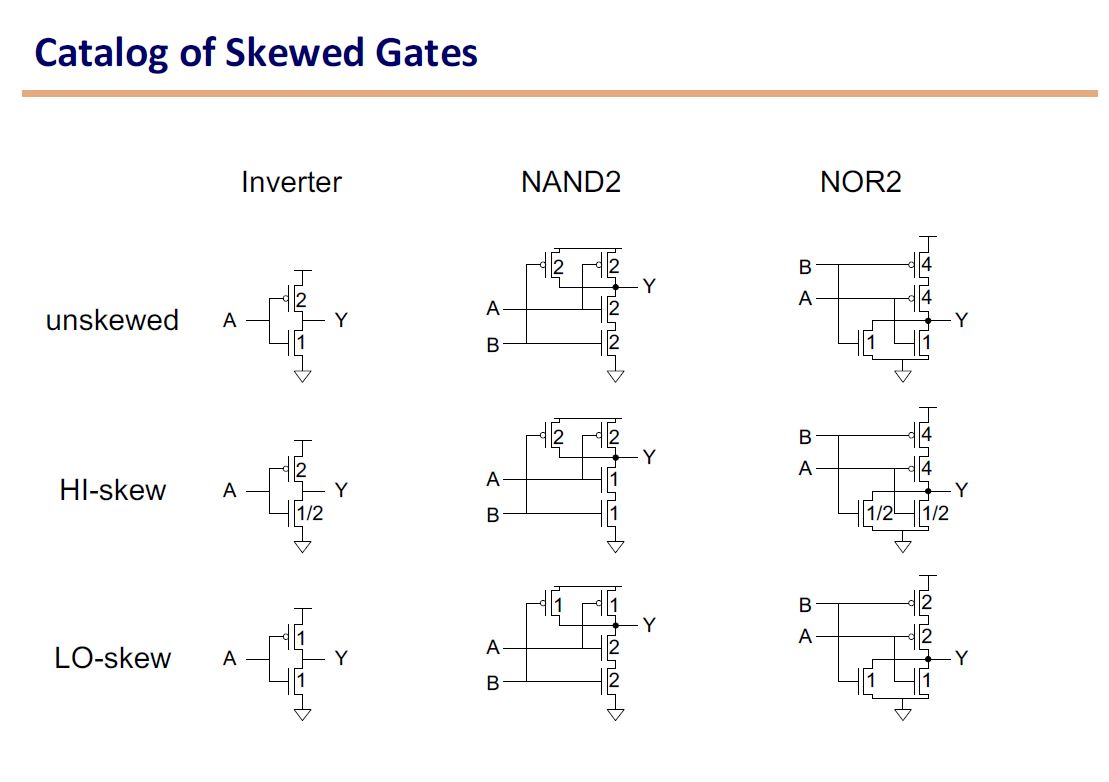 Catalog of Skewed Gates
Inverter NAND2 NOR2
unskewed
A 2 1 Y
A B 2 2 2 2 Y
B A 4 4 1 1 Y
HI-skew
A 2 1/2 Y
A B 2 2 1 1 Y
B A 4 4 1/2 1/2 Y
LO-skew
A 1 1 Y
A B 1 1 2 2 Y
B A 2 2 1 1 Y